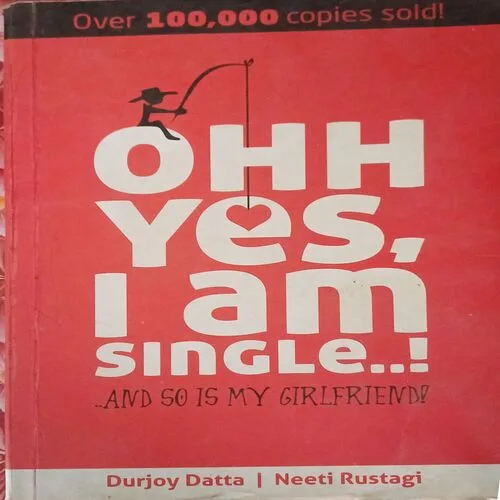 Over 100,000 copies sold!
OHH
Yes,
I am
SINGLe..!
..AND SO IS MY GIRLFRIEND!
Durjoy Datta | Neeti Rustagi